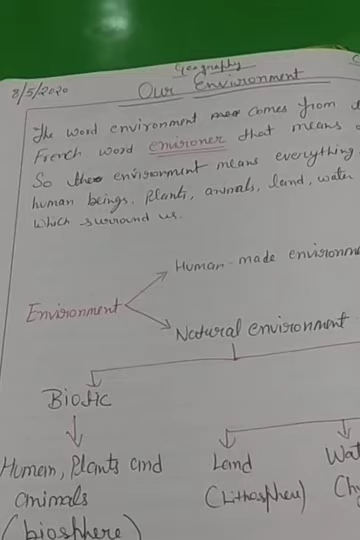 8/5/2020
Geography
Our Environment
The word environment comes from
French word environer that means
So environment means everything
human beings, Plants, animals, land, water
which surround us.
Human-made environme
Environment
Natural environment
Biotic
Human, Plants and
animals
(biosphere)
Land
(Lithosphere)
Wat
(hy